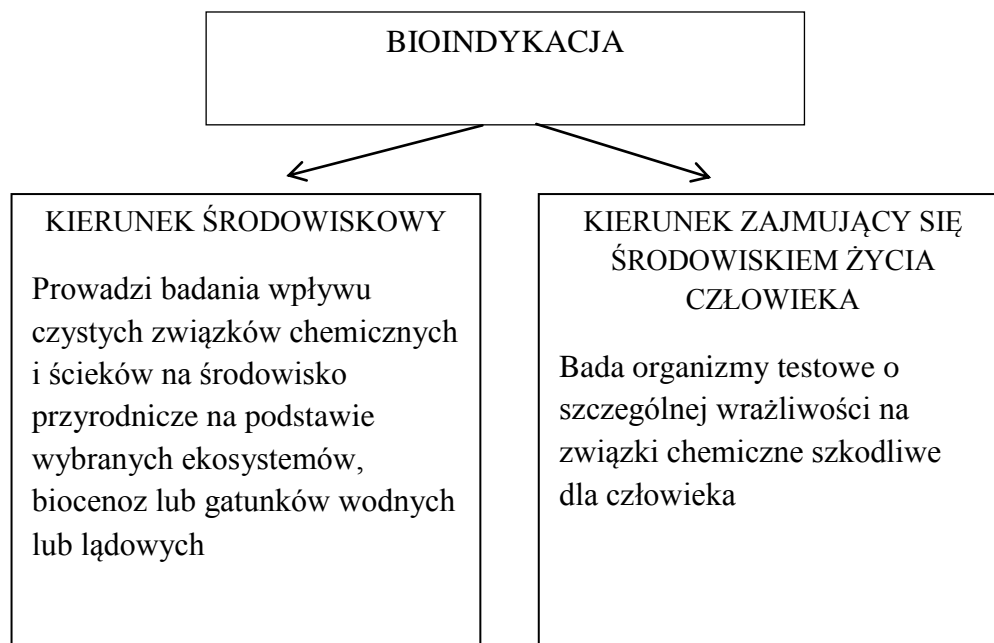 BIOINDYKACJA
KIERUNEK ŚRODOWISKOWY
Prowadzi badania wpływu
czystych związków chemicznych
i ścieków na środowisko
przyrodnicze na podstawie
wybranych ekosystemów,
biocenoz lub gatunków wodnych
lub lądowych
KIERUNEK ZAJMUJĄCY SIĘ
ŚRODOWISKIEM ŻYCIA
CZŁOWIEKA
Bada organizmy testowe o
szczególnej wrażliwości na
związki chemiczne szkodliwe
dla człowieka